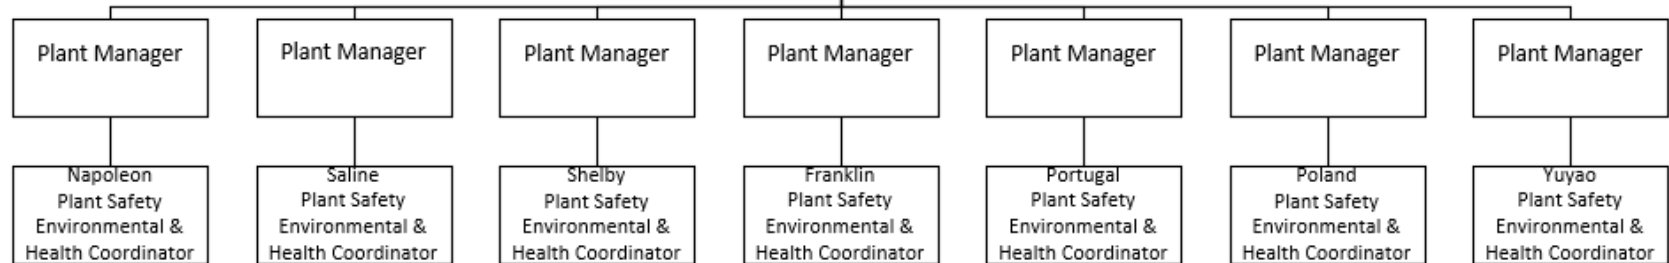 Plant Manager
Plant Manager
Plant Manager
Plant Manager
Plant Manager
Plant Manager
Plant Manager
Napoleon
Plant Safety
Environmental &
Health Coordinator
Saline
Plant Safety
Environmental &
Health Coordinator
Shelby
Plant Safety
Environmental &
Health Coordinator
Franklin
Plant Safety
Environmental &
Health Coordinator
Portugal
Plant Safety
Environmental &
Health Coordinator
Poland
Plant Safety
Environmental &
Health Coordinator
Yuyao
Plant Safety
Environmental &
Health Coordinator